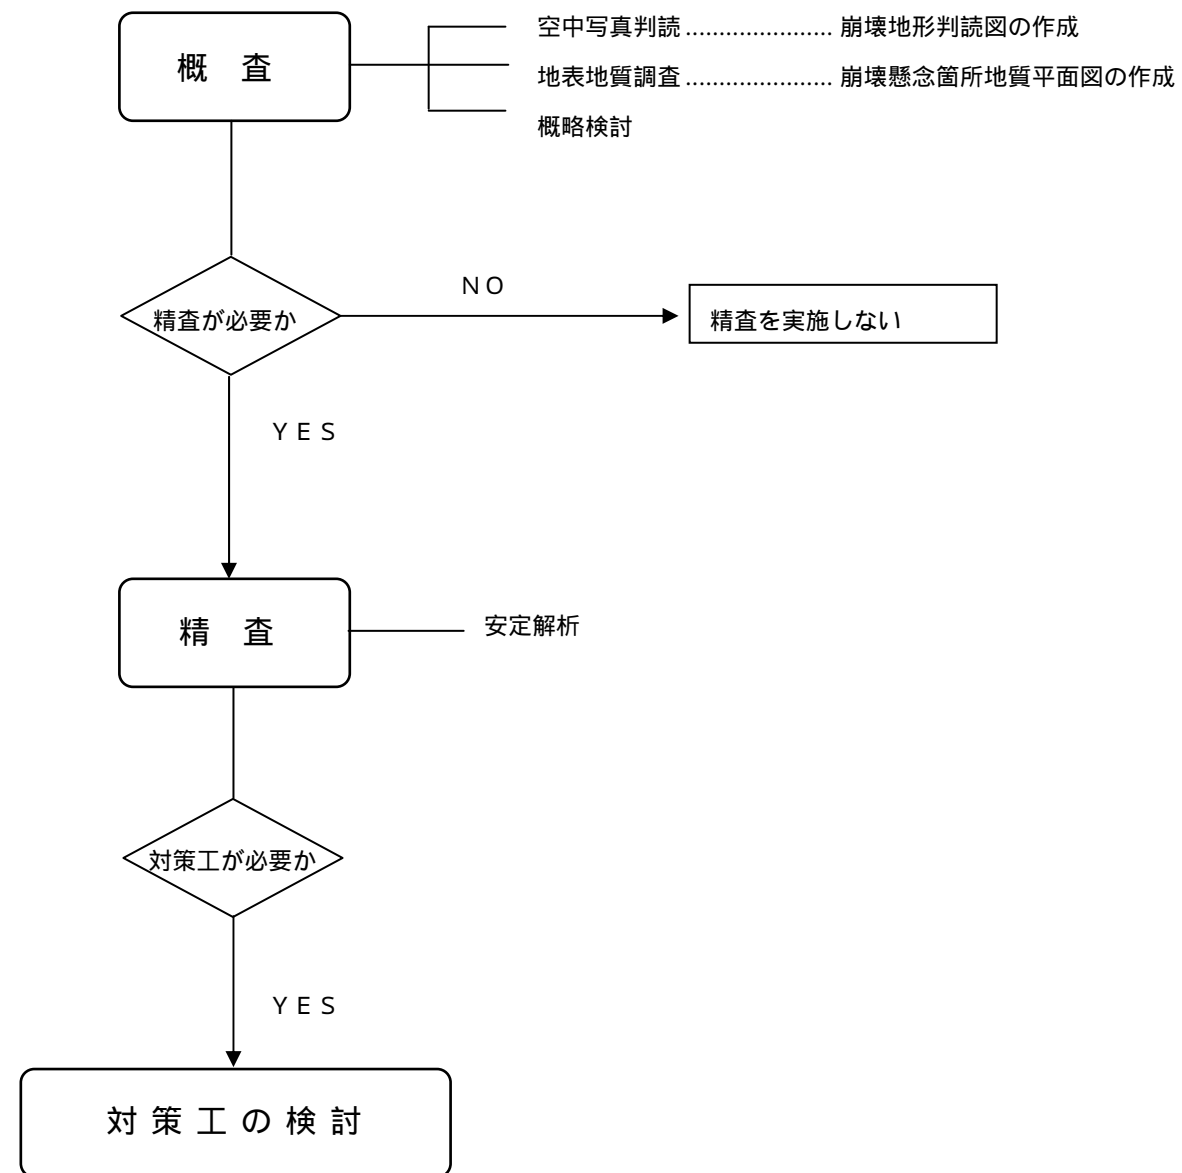 概 査
空中写真判読 ...................... 崩壊地形判読図の作成
地表地質調査 ...................... 崩壊懸念箇所地質平面図の作成
概略検討
精査が必要か
NO
精査を実施しない
YES
精 査
安定解析
対策工が必要か
YES
対策工の検討